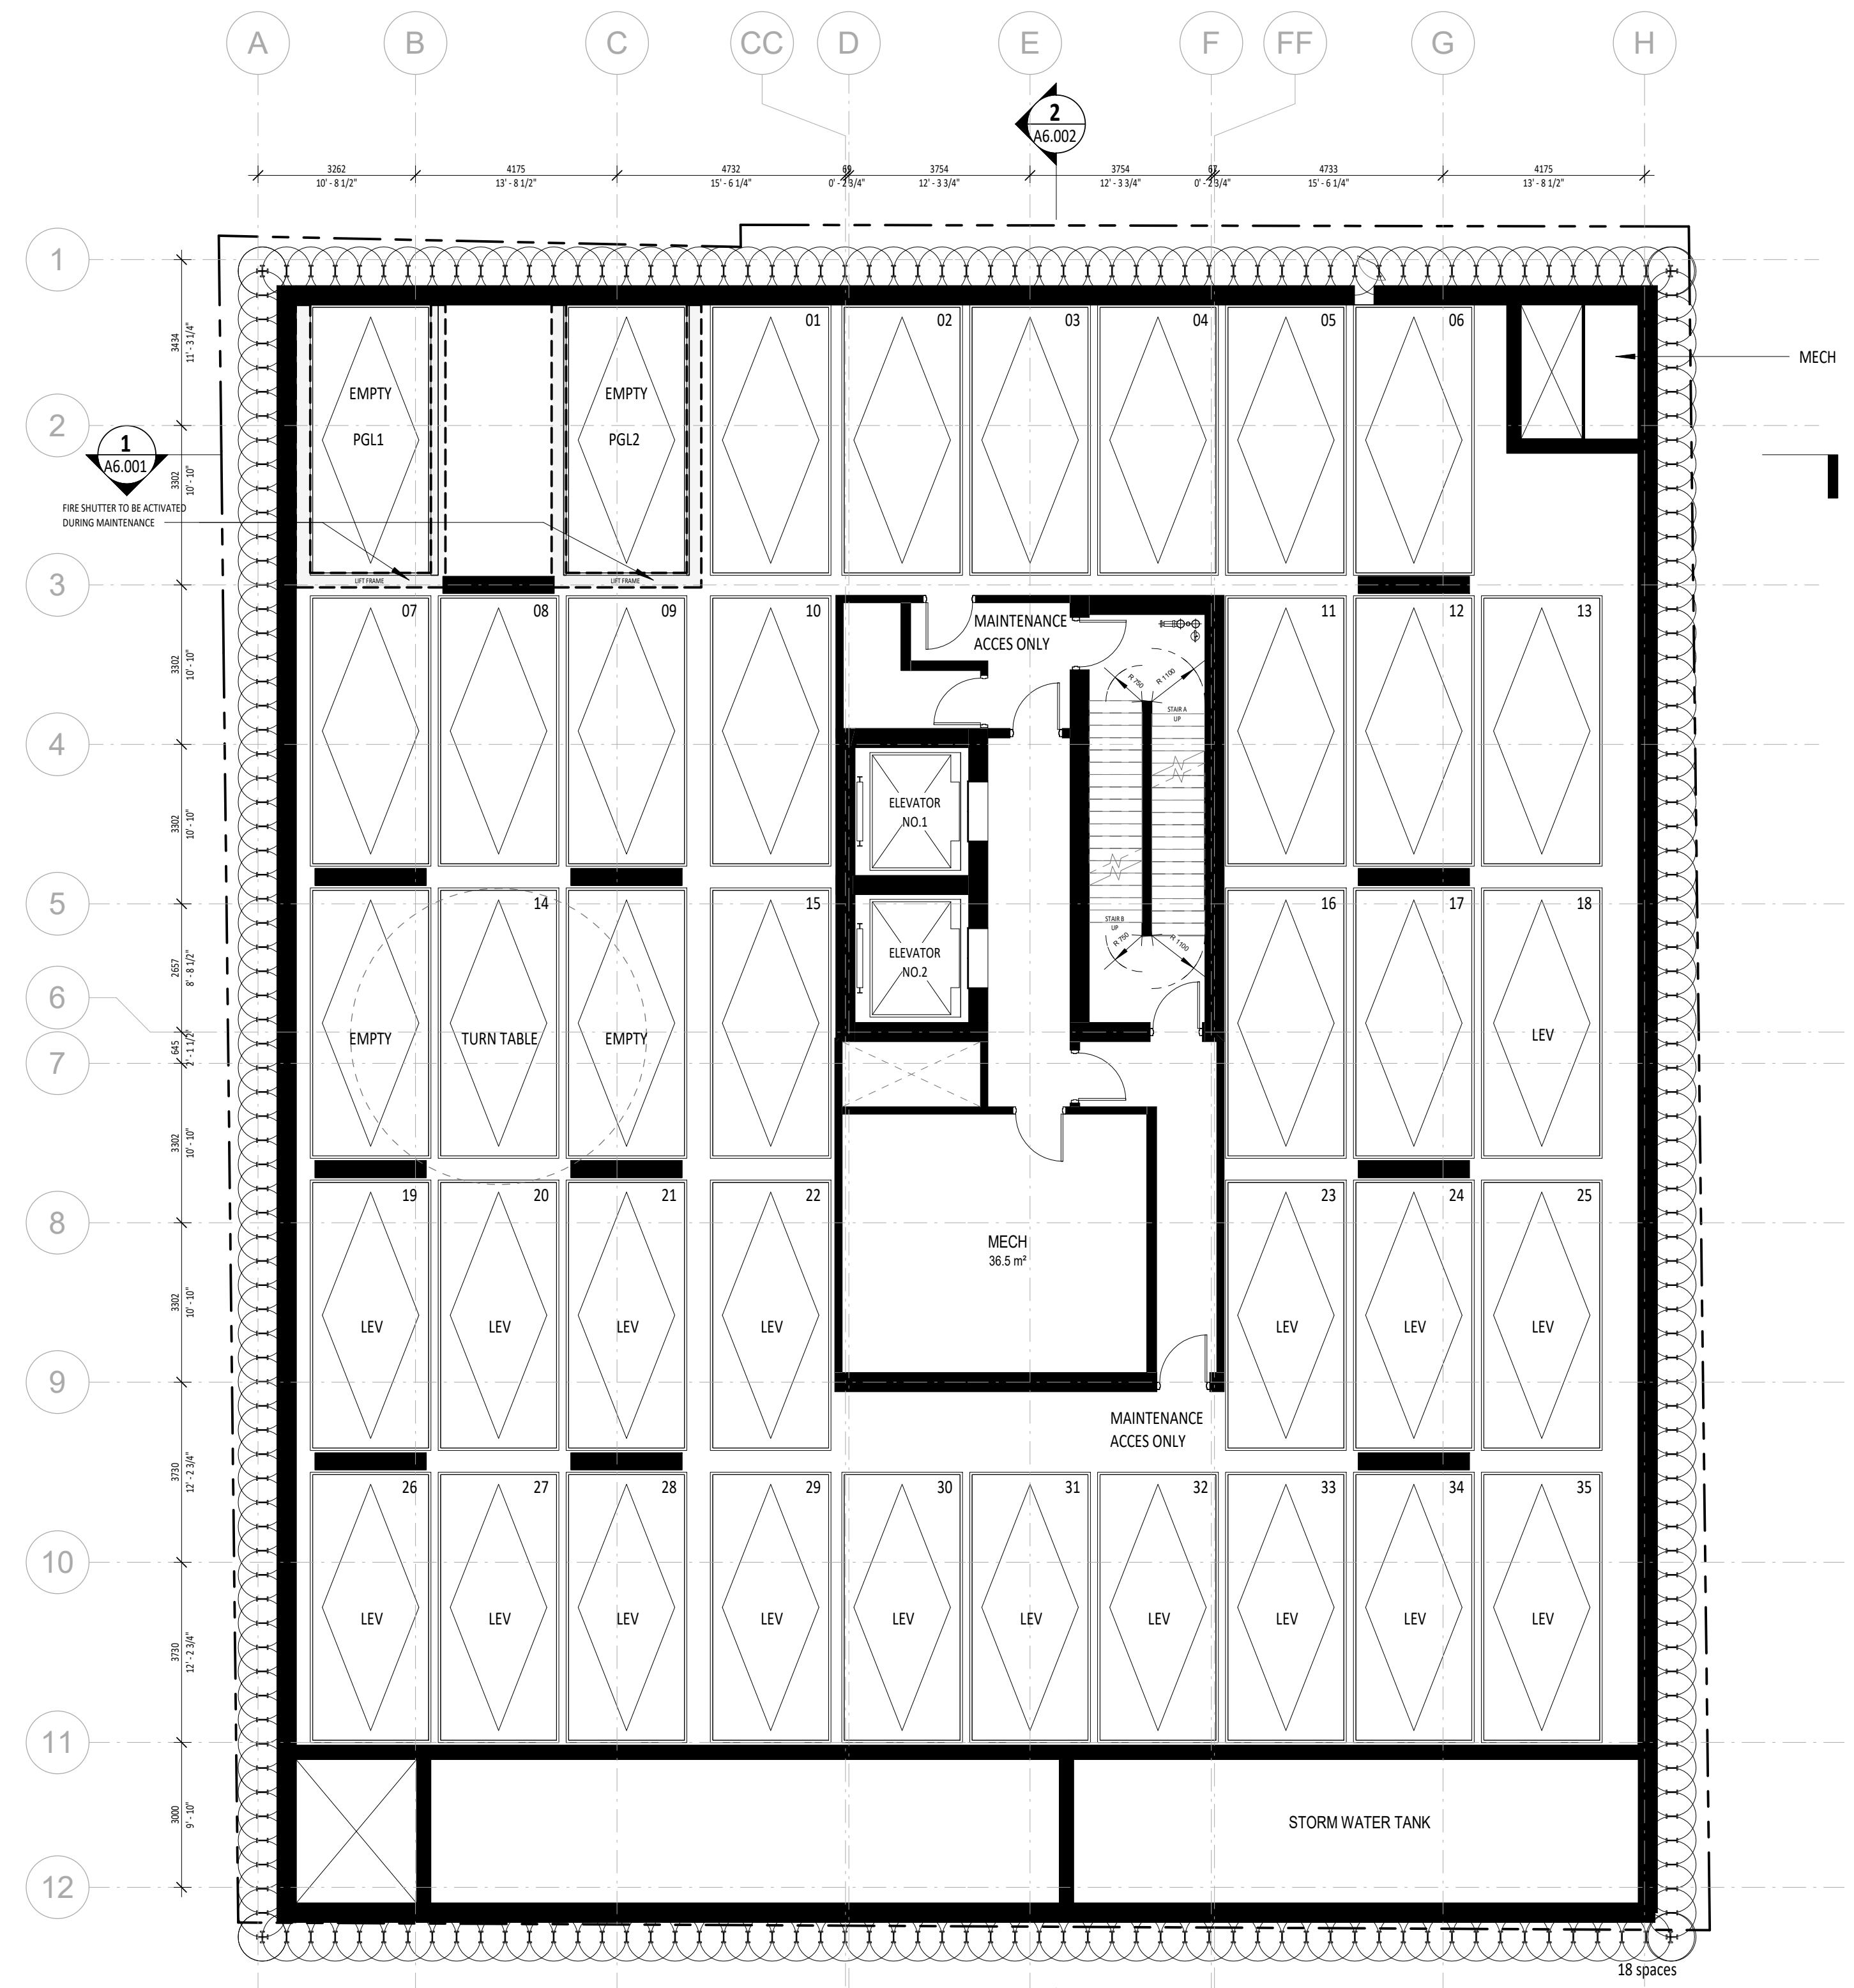 A
B
C
CC
D
E
F
FF
G
H
2
A6.002
3262
4175
4732
69
3754
3754
67
4733
4175
10' - 8 1/2"
13' - 8 1/2"
15' - 6 1/4"
0' - 2 3/4"
12' - 3 3/4"
12' - 3 3/4"
0' - 2 3/4"
15' - 6 1/4"
13' - 8 1/2"
1
2
3
4
5
6
7
8
9
10
11
12
3434
11' - 3 1/4"
3302
10' - 10"
3302
10' - 10"
3302
10' - 10"
2657
8' - 8 1/2"
645
2' - 1 1/2"
3302
10' - 10"
3302
10' - 10"
3730
12' - 2 3/4"
3730
12' - 2 3/4"
3000
9' - 10"
1
A6.001
FIRE SHUTTER TO BE ACTIVATED
DURING MAINTENANCE
EMPTY
PGL1
EMPTY
PGL2
LIFT FRAME
LIFT FRAME
01
02
03
04
05
06
MECH
07
08
09
10
MAINTENANCE
ACCES ONLY
11
12
13
R 750
R 1100
STAIR A
UP
ELEVATOR
NO.1
ELEVATOR
NO.2
STAIR B
UP
R 750
R 1100
14
15
16
17
18
EMPTY
TURN TABLE
EMPTY
LEV
19
20
21
22
23
24
25
MECH
36.5 m²
LEV
LEV
LEV
LEV
LEV
LEV
LEV
MAINTENANCE
ACCES ONLY
26
27
28
29
30
31
32
33
34
35
LEV
LEV
LEV
LEV
LEV
LEV
LEV
LEV
LEV
LEV
STORM WATER TANK
18 spaces